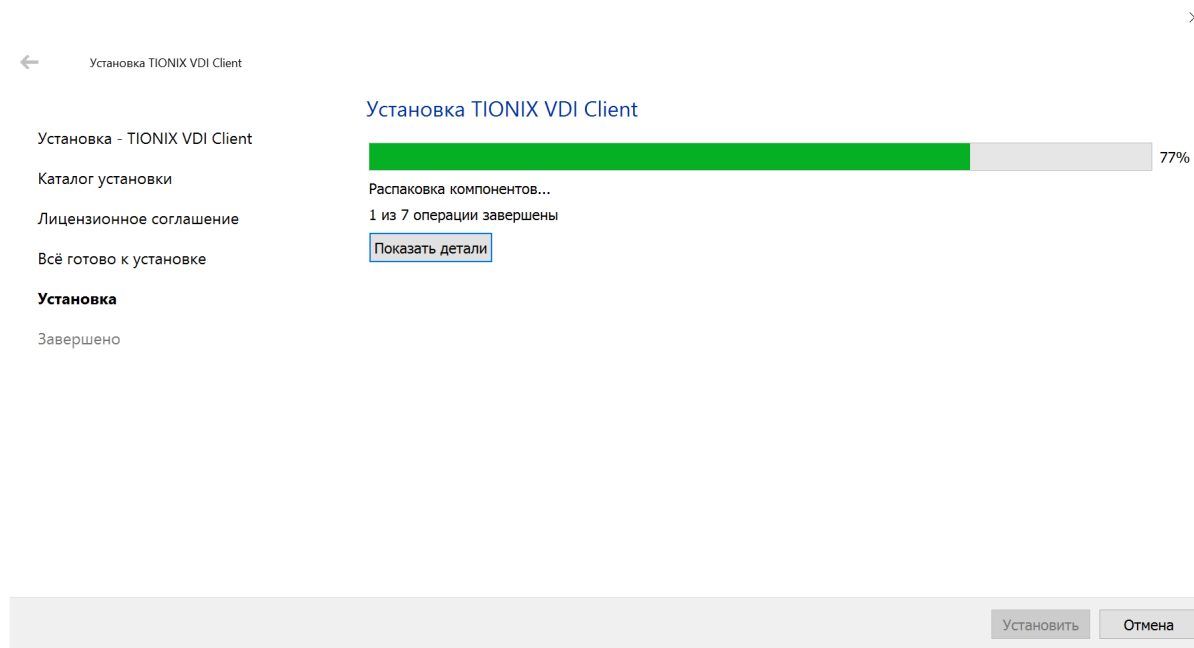 Установка TIONIX VDI Client
Установка - TIONIX VDI Client
Каталог установки
Лицензионное соглашение
Всё готово к установке
Установка
Завершено
Установка TIONIX VDI Client
77%
Распаковка компонентов...
1 из 7 операции завершены
Показать детали
Установить
Отмена